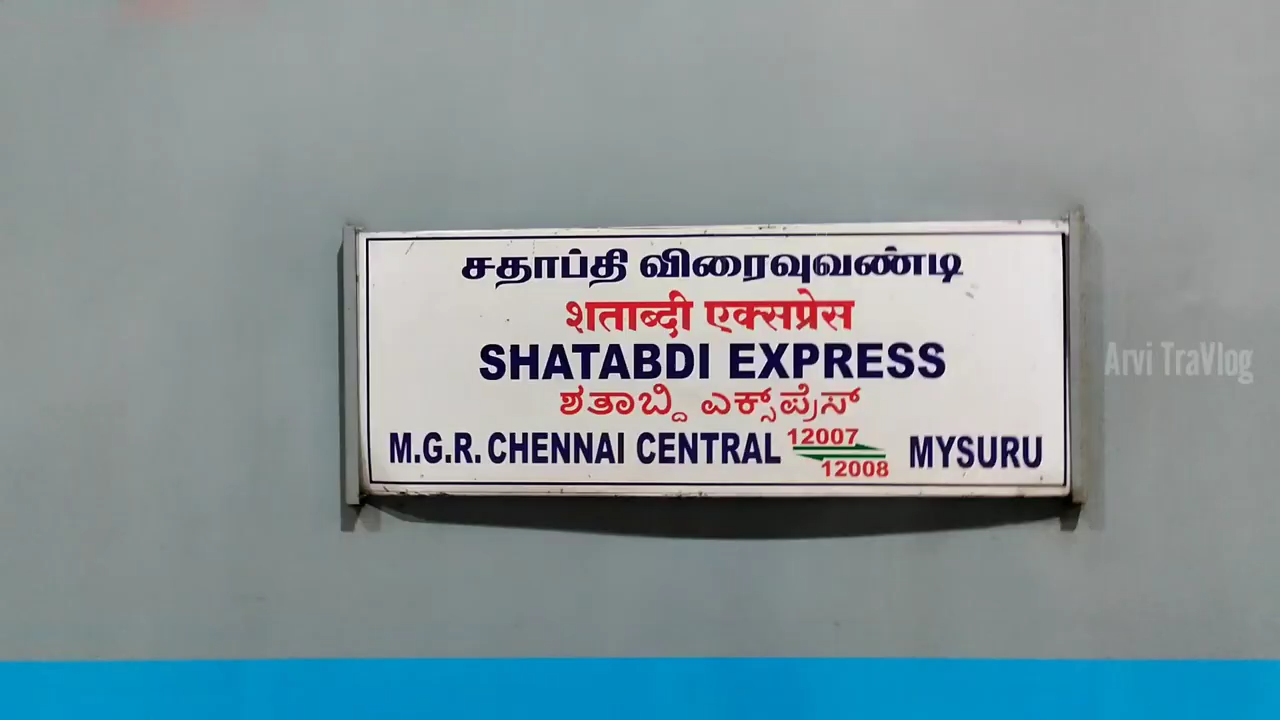 சதாப்தி விரைவுவண்டி
शताब्दी एक्सप्रेस
SHATABDI EXPRESS
ಶತಾಬ್ದಿ ಎಕ್ಸ್‌ಪ್ರೆಸ್
M.G.R. CHENNAI CENTRAL 12007 12008 MYSURU
Arvi TraVlog